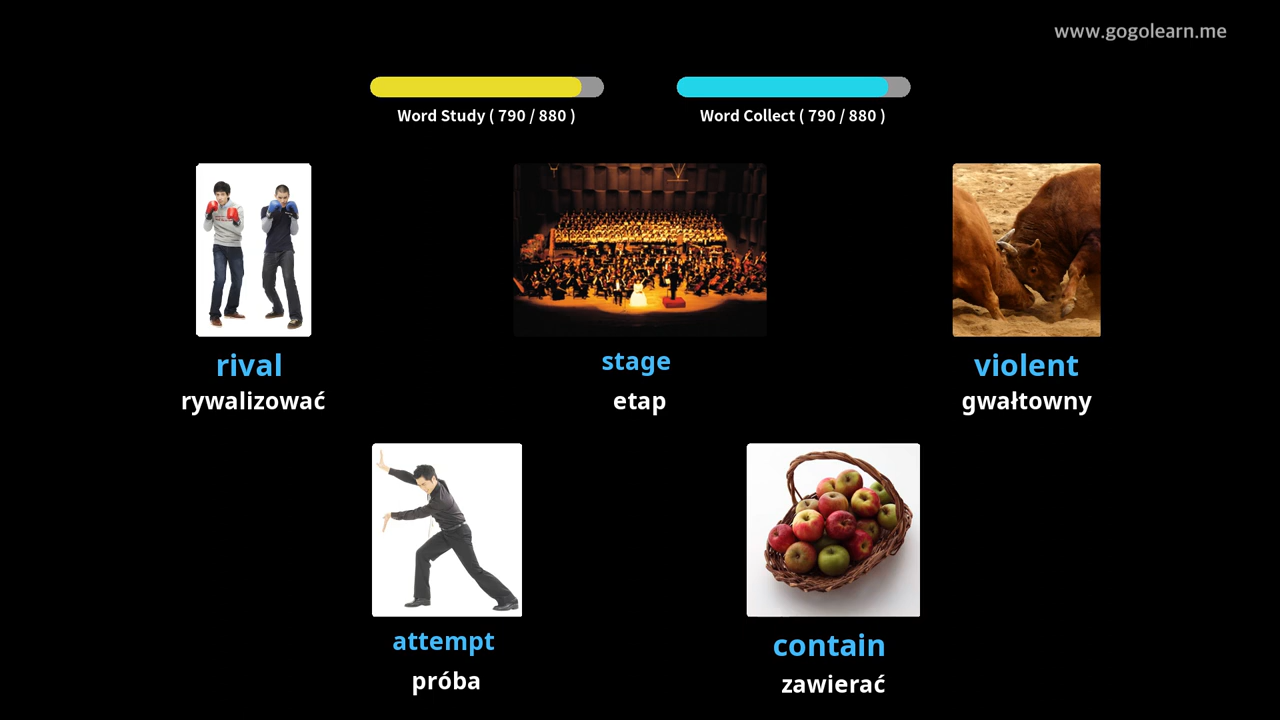 www.gogolearn.me
Word Study ( 790 / 880 )
Word Collect ( 790 / 880 )
rival
stage
violent
rywalizować
etap
gwałtowny
attempt
contain
próba
zawierać